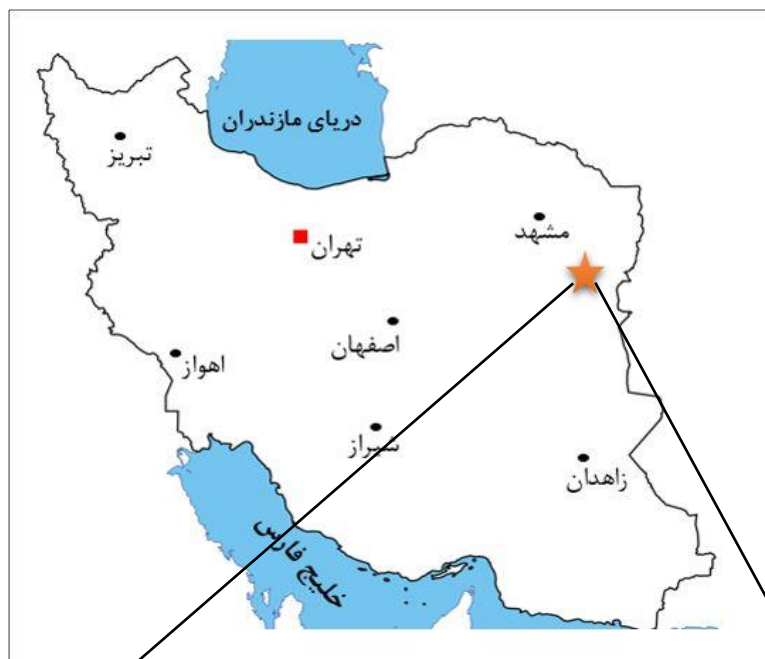 دریای مازندران
تبریز
مشهد
تهران
اصفهان
اهواز
شیراز
زاهدان
خلیج فارس